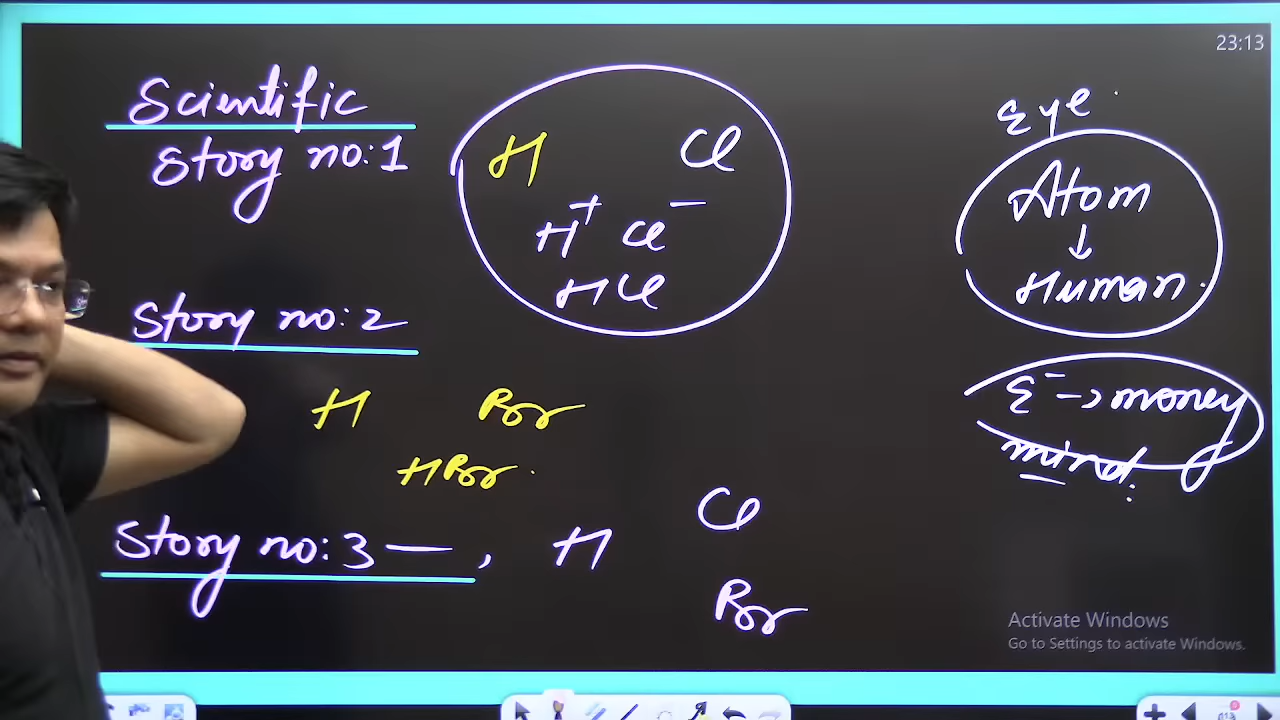 23:13
Scientific
Story no:1
H Cl
H⁺ Cl⁻
HCl
Eye
Atom
↓
Human
Story no:2
H Br
HBr
e⁻ → money
mind
Story no:3 — , H Cl
Br
Activate Windows
Go to Settings to activate Windows.